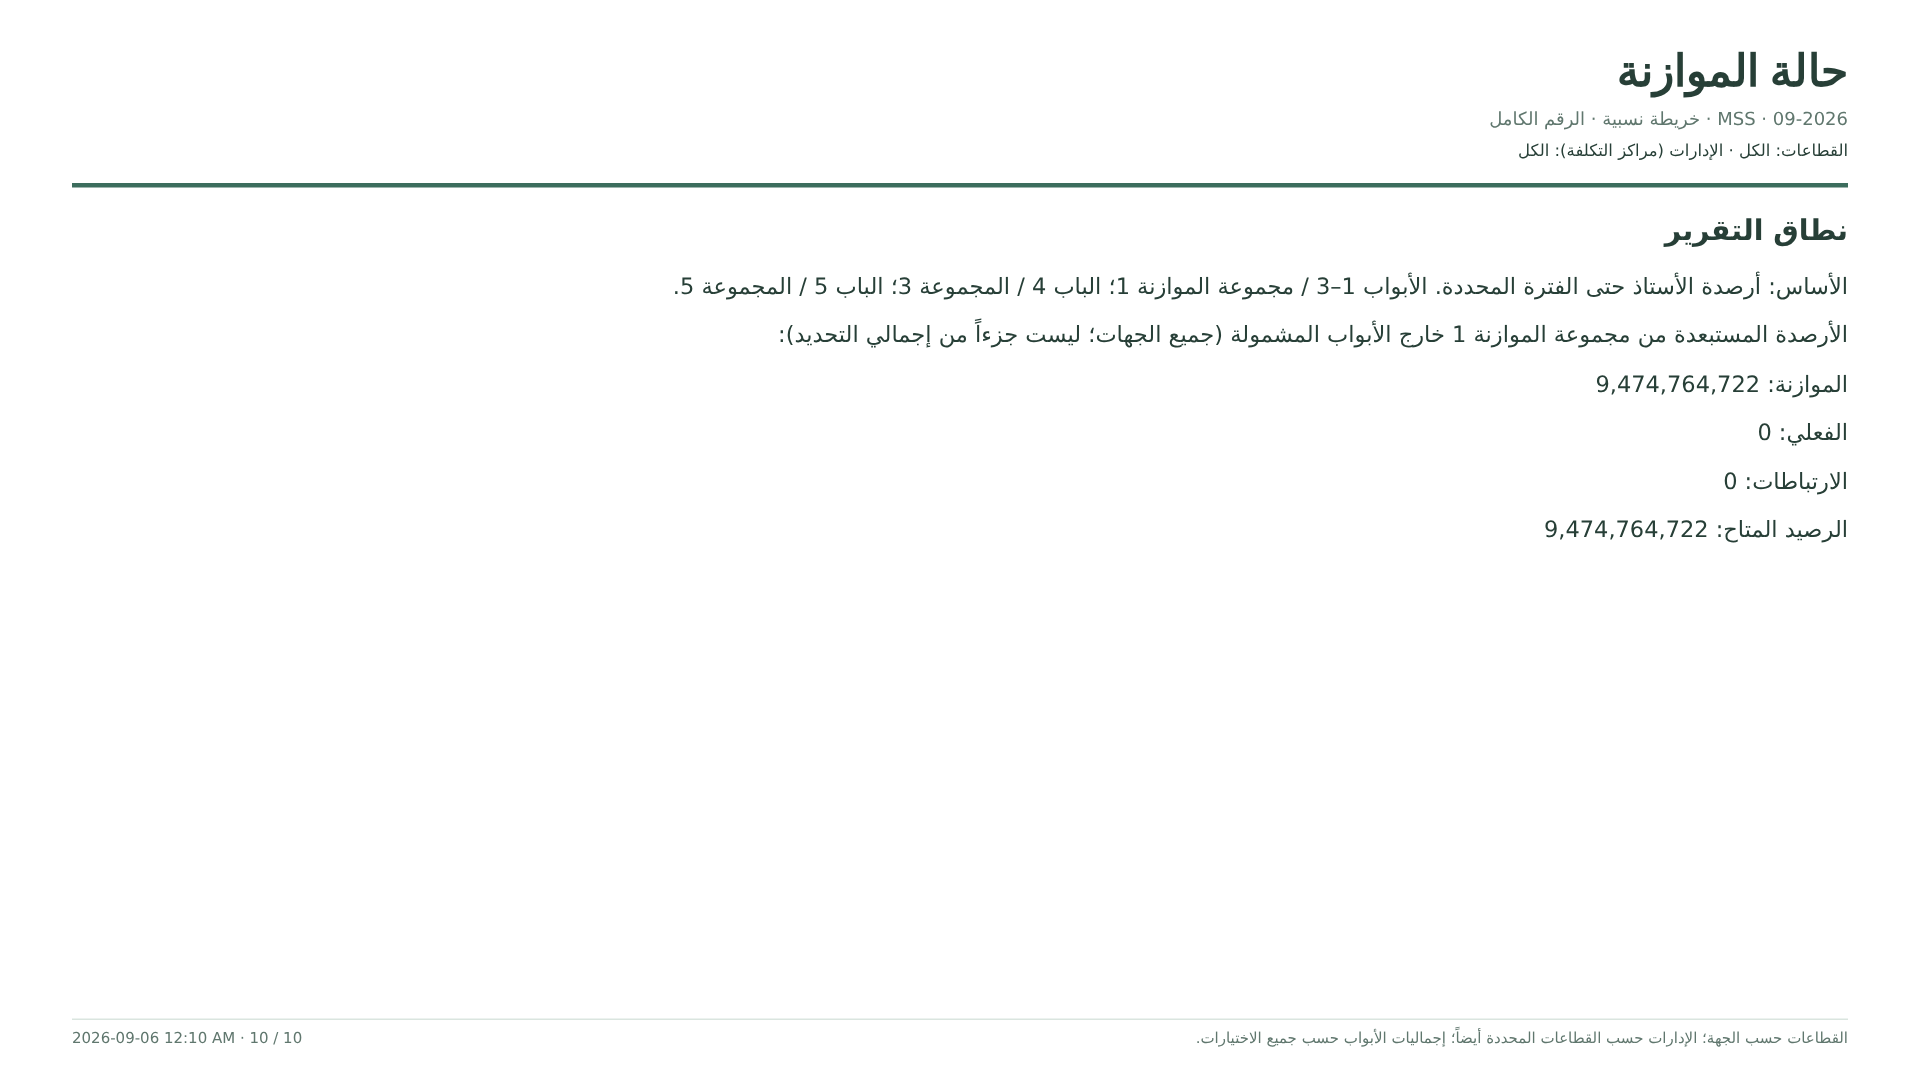 حالة الموازنة
MSS · 09-2026 · خريطة نسبية · الرقم الكامل
القطاعات: الكل · الإدارات (مراكز التكلفة): الكل
نطاق التقرير
الأساس: أرصدة الأستاذ حتى الفترة المحددة. الأبواب 1–3 / مجموعة الموازنة 1؛ الباب 4 / المجموعة 3؛ الباب 5 / المجموعة 5.
الأرصدة المستبعدة من مجموعة الموازنة 1 خارج الأبواب المشمولة (جميع الجهات؛ ليست جزءاً من إجمالي التحديد):
الموازنة: 9,474,764,722
الفعلي: 0
الارتباطات: 0
الرصيد المتاح: 9,474,764,722
القطاعات حسب الجهة؛ الإدارات حسب القطاعات المحددة أيضاً؛ إجماليات الأبواب حسب جميع الاختيارات.
2026-09-06 12:10 AM · 10 / 10